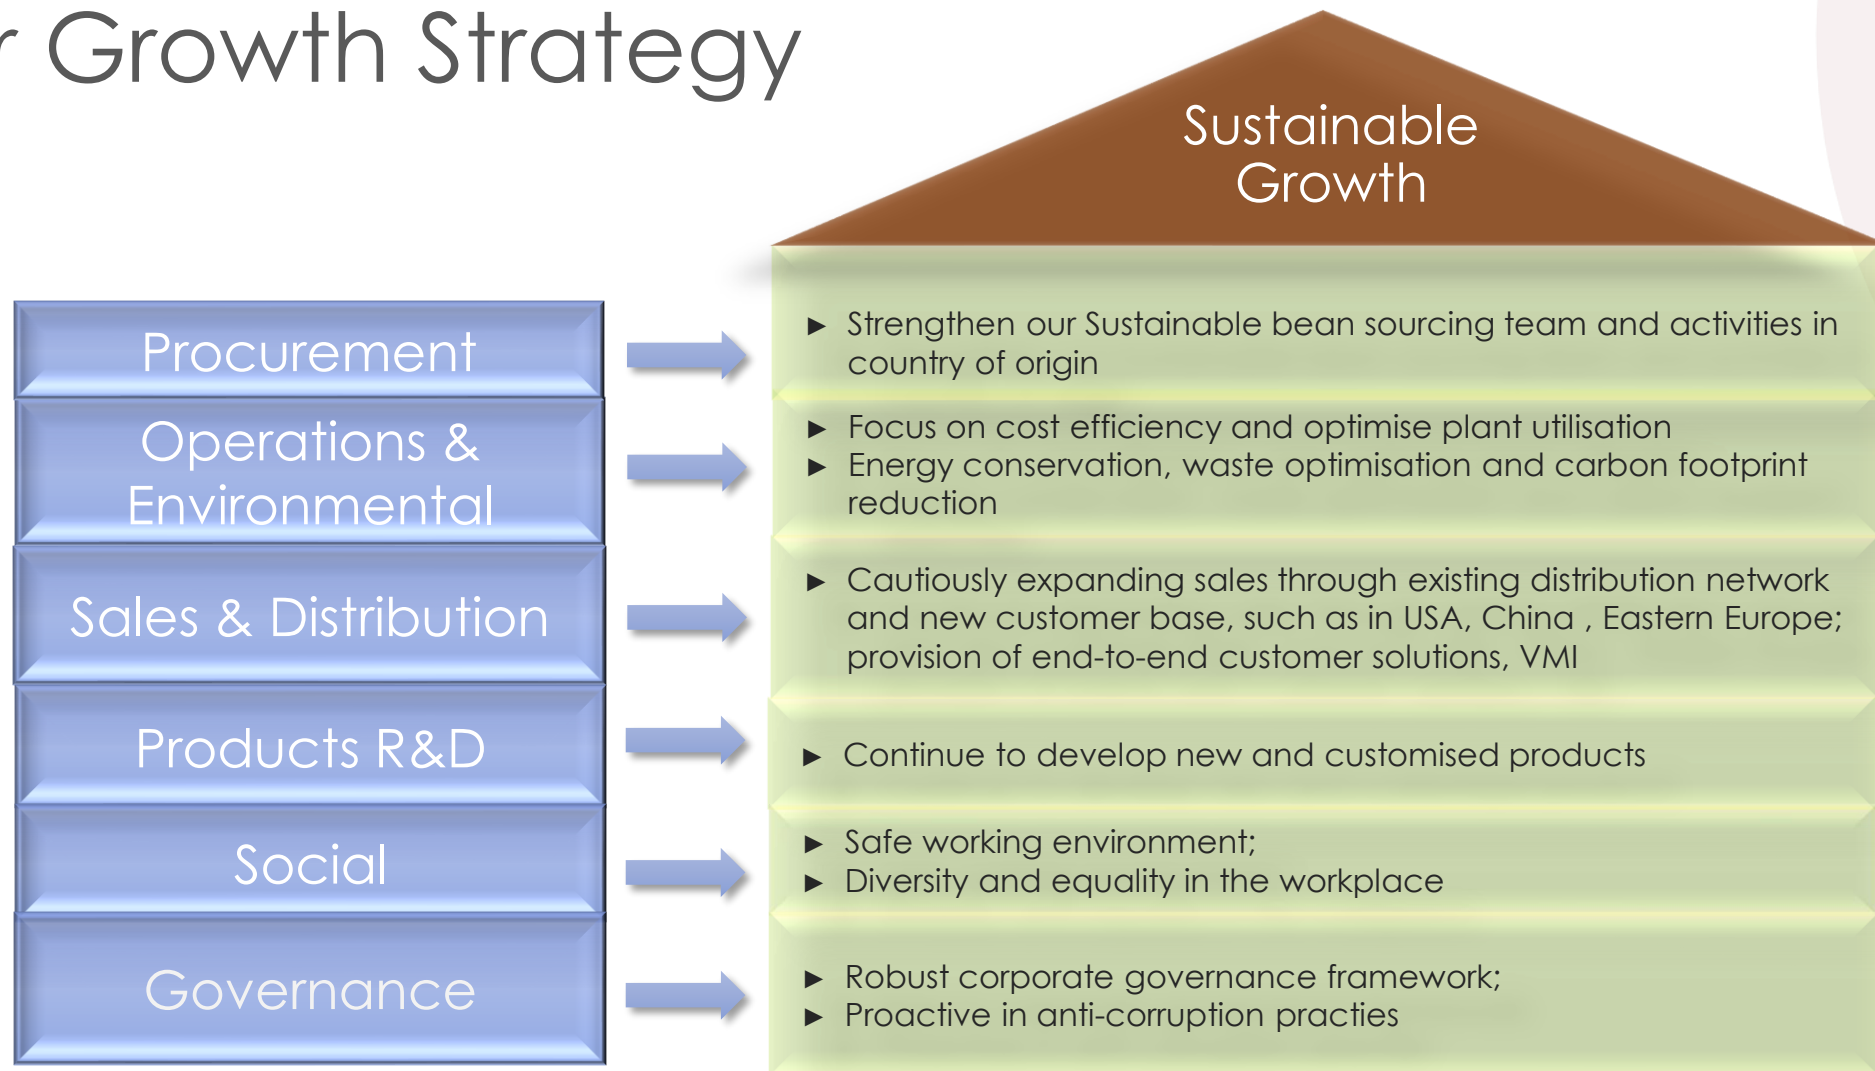 r Growth Strategy
Sustainable
Growth
Procurement
► Strengthen our Sustainable bean sourcing team and activities in
country of origin
Operations &
Environmental
► Focus on cost efficiency and optimise plant utilisation
► Energy conservation, waste optimisation and carbon footprint
reduction
Sales & Distribution
► Cautiously expanding sales through existing distribution network
and new customer base, such as in USA, China , Eastern Europe;
provision of end-to-end customer solutions, VMI
Products R&D
► Continue to develop new and customised products
Social
► Safe working environment;
► Diversity and equality in the workplace
Governance
► Robust corporate governance framework;
► Proactive in anti-corruption practies